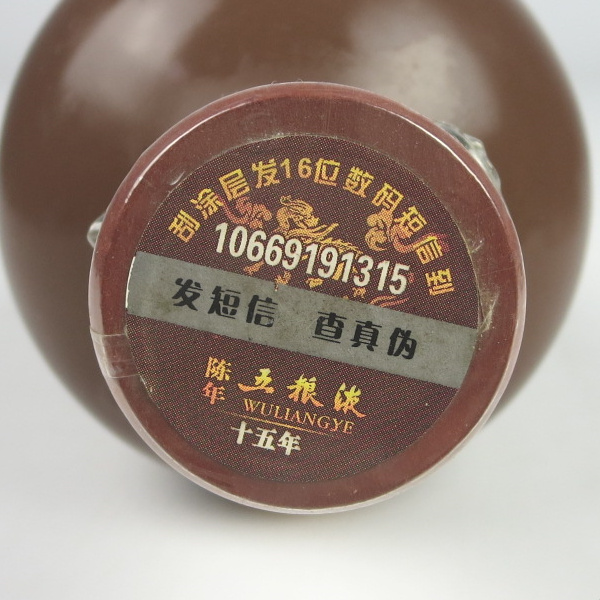 刮涂层发16位数码短信到
10669191315
发短信 查真伪
陈年 五粮液
WULIANGYE
十五年